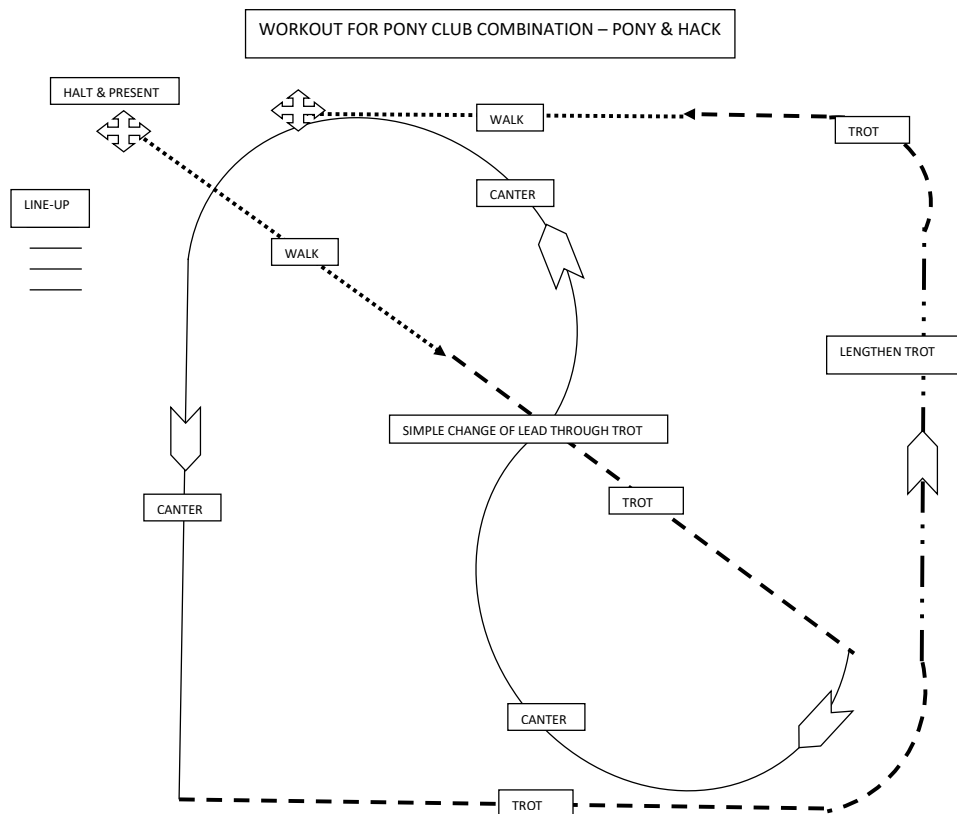 WORKOUT FOR PONY CLUB COMBINATION – PONY & HACK
HALT & PRESENT
WALK
TROT
CANTER
LINE-UP
WALK
LENGTHEN TROT
SIMPLE CHANGE OF LEAD THROUGH TROT
TROT
CANTER
CANTER
TROT